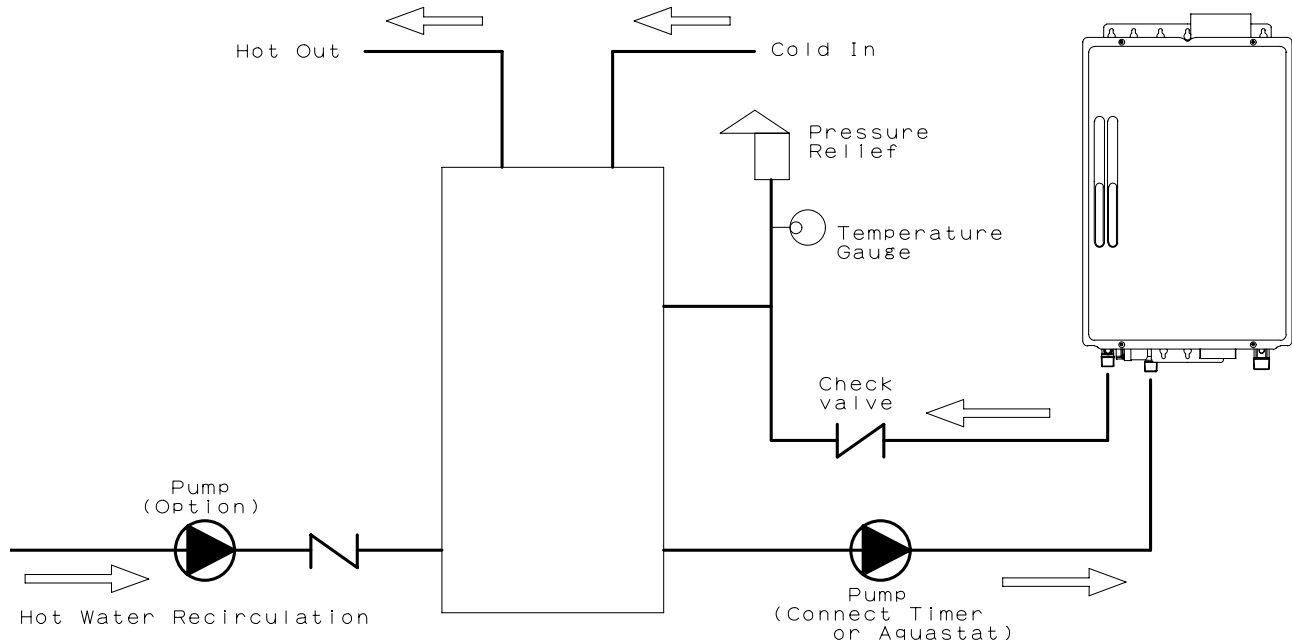 Hot Out
Cold In
Pressure
Relief
Temperature
Gauge
Check
valve
Pump
(Option)
Hot Water Recirculation
Pump
(Connect Timer
or Aquastat)